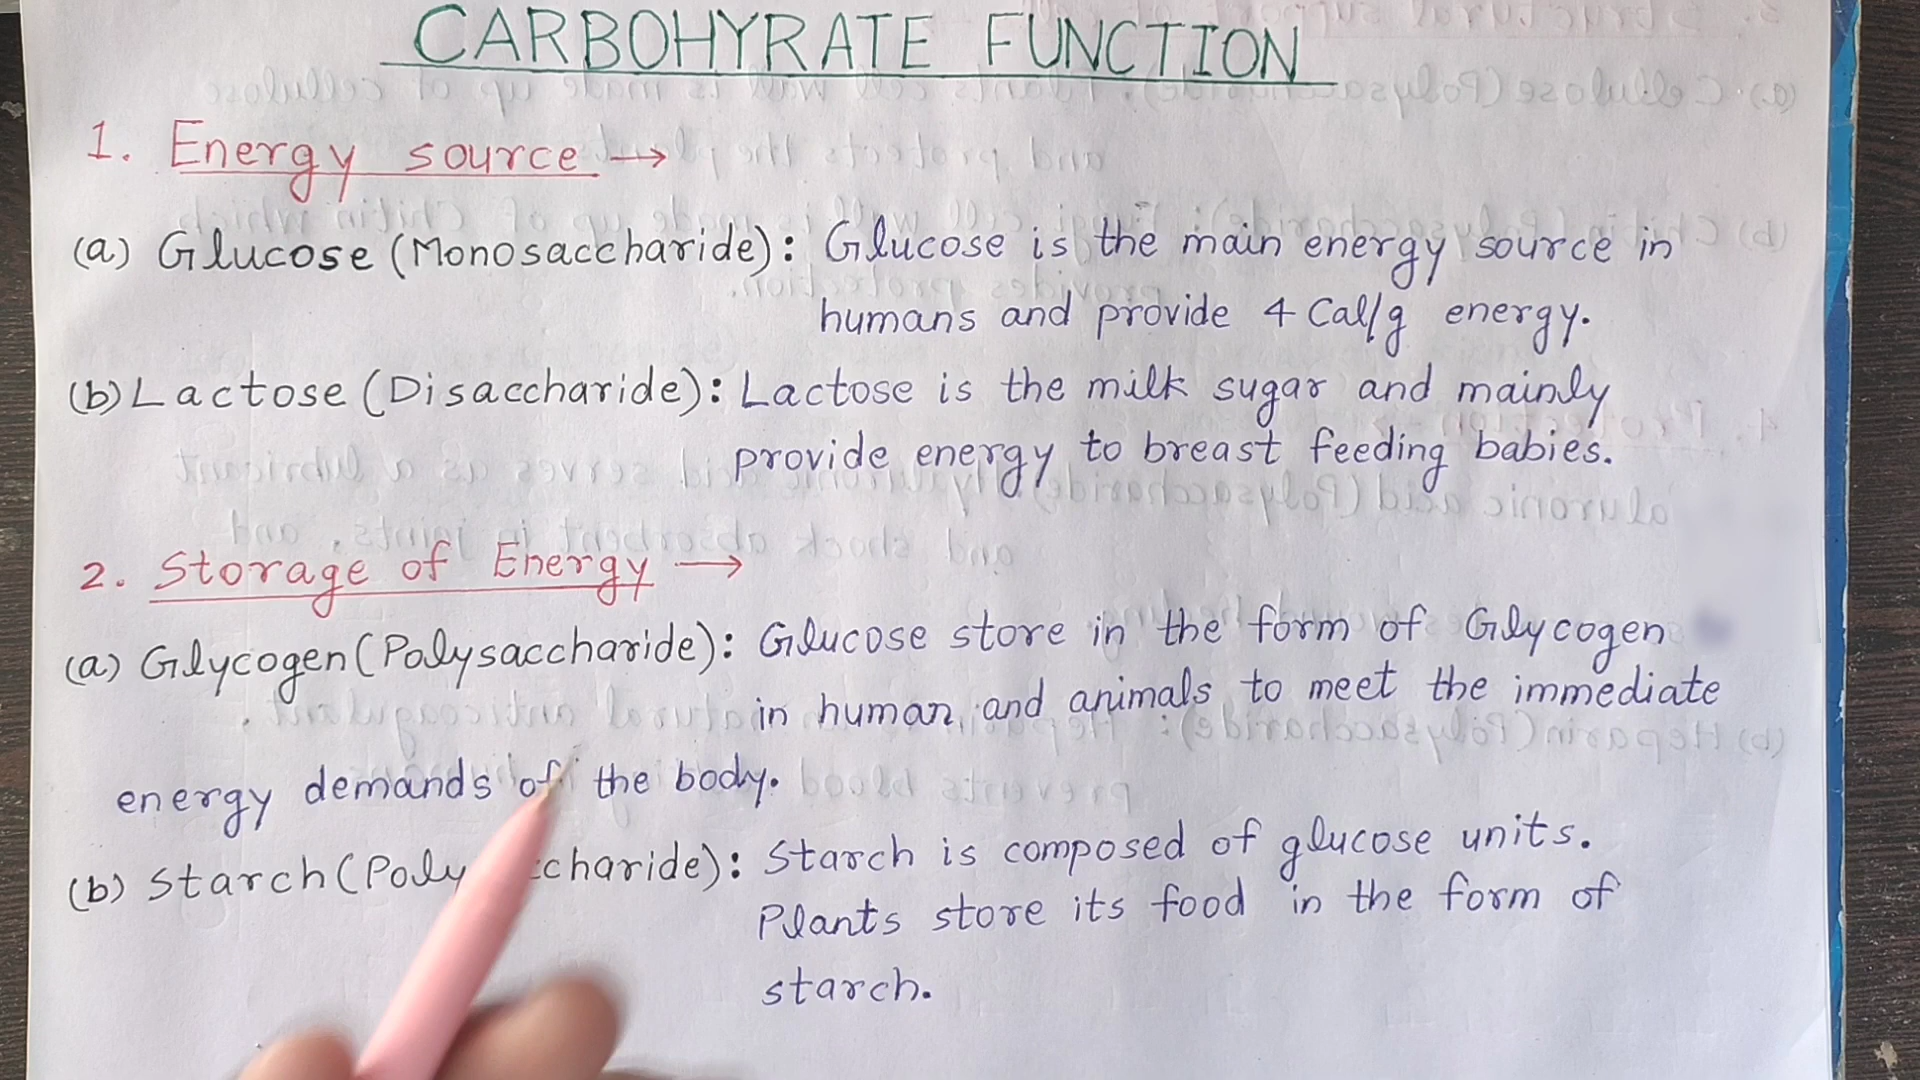 CARBOHYRATE FUNCTION
1. Energy source →
(a) Glucose (Monosaccharide): Glucose is the main energy source in
humans and provide 4 Cal/g energy.
(b) Lactose (Disaccharide): Lactose is the milk sugar and mainly
provide energy to breast feeding babies.
2. Storage of Energy →
(a) Glycogen (Polysaccharide): Glucose store in the form of Glycogen
in human and animals to meet the immediate
energy demands of the body.
(b) Starch (Poly ccharide): Starch is composed of glucose units.
Plants store its food in the form of
starch.